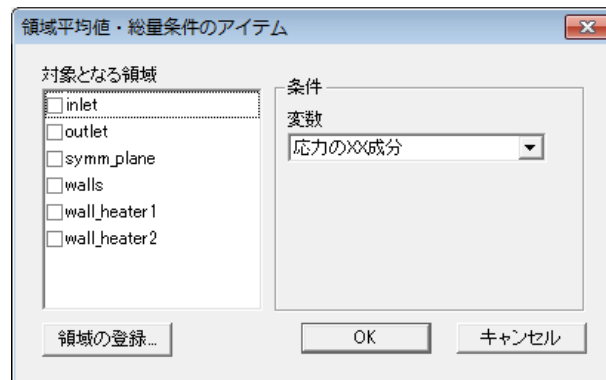 領域平均値・総量条件のアイテム
対象となる領域
inlet
outlet
symm_plane
walls
wall_heater1
wall_heater2
条件
変数
応力のXX成分
領域の登録...
OK
キャンセル